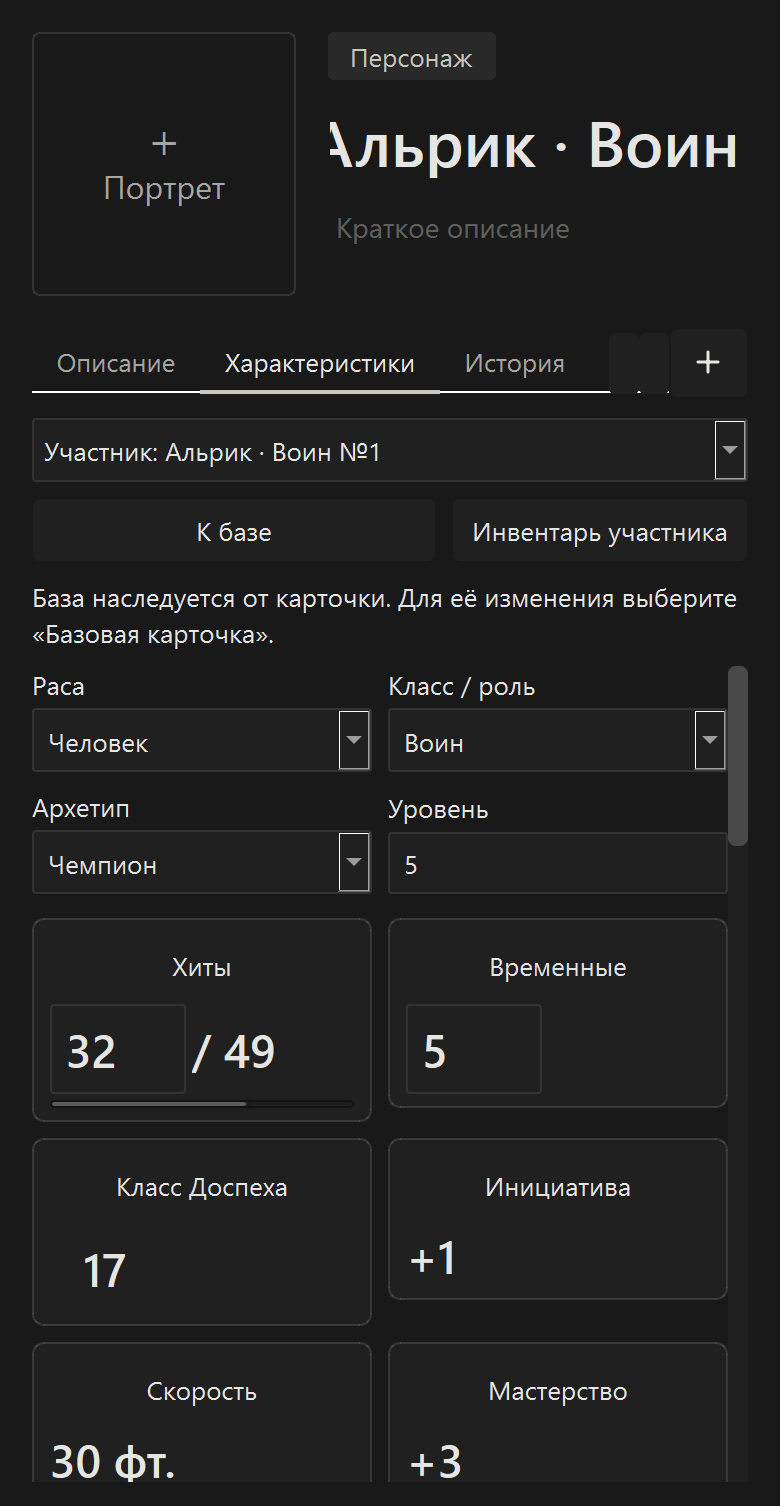 Персонаж
+
Портрет
Альрик · Воин
Краткое описание
Описание Характеристики История +
Участник: Альрик · Воин №1
К базе Инвентарь участника
База наследуется от карточки. Для её изменения выберите
«Базовая карточка».
Раса Класс / роль
Человек Воин
Архетип Уровень
Чемпион 5
Хиты Временные
32 / 49 5
Класс Доспеха Инициатива
17 +1
Скорость Мастерство
30 фт. +3